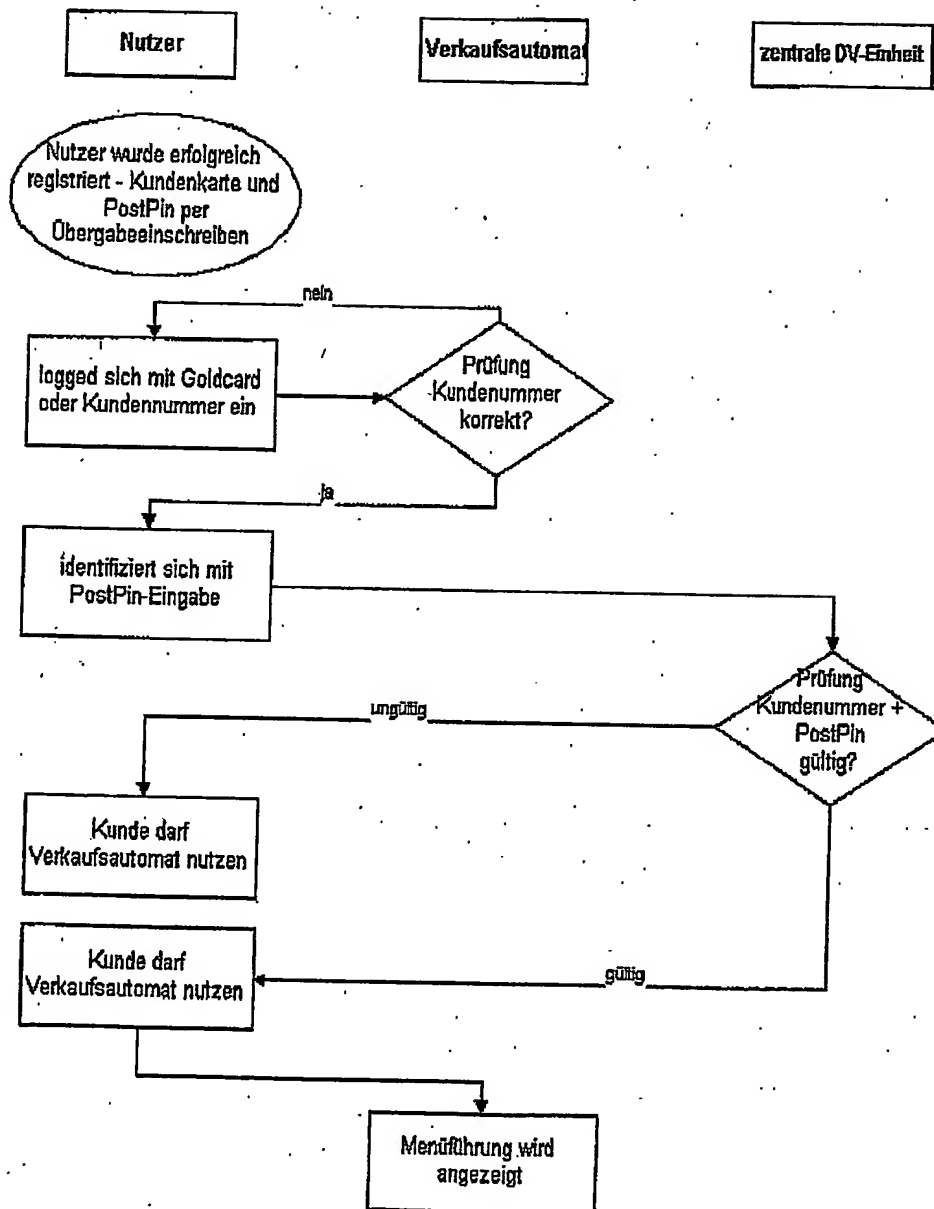 Nutzer
Verkaufsautomat
zentrale DV-Einheit
Nutzer wurde erfolgreich
registriert - Kundenkarte und
PostPin per
Übergabeeinschreiben
nein
logged sich mit Goldcard
oder Kundennummer ein
Prüfung
Kundenummer
korrekt?
ja
identifiziert sich mit
PostPin-Eingabe
Prüfung
Kundenummer +
PostPin
gültig?
ungültig
Kunde darf
Verkaufsautomat nutzen
Kunde darf
Verkaufsautomat nutzen
gültig
Menüführung wird
angezeigt